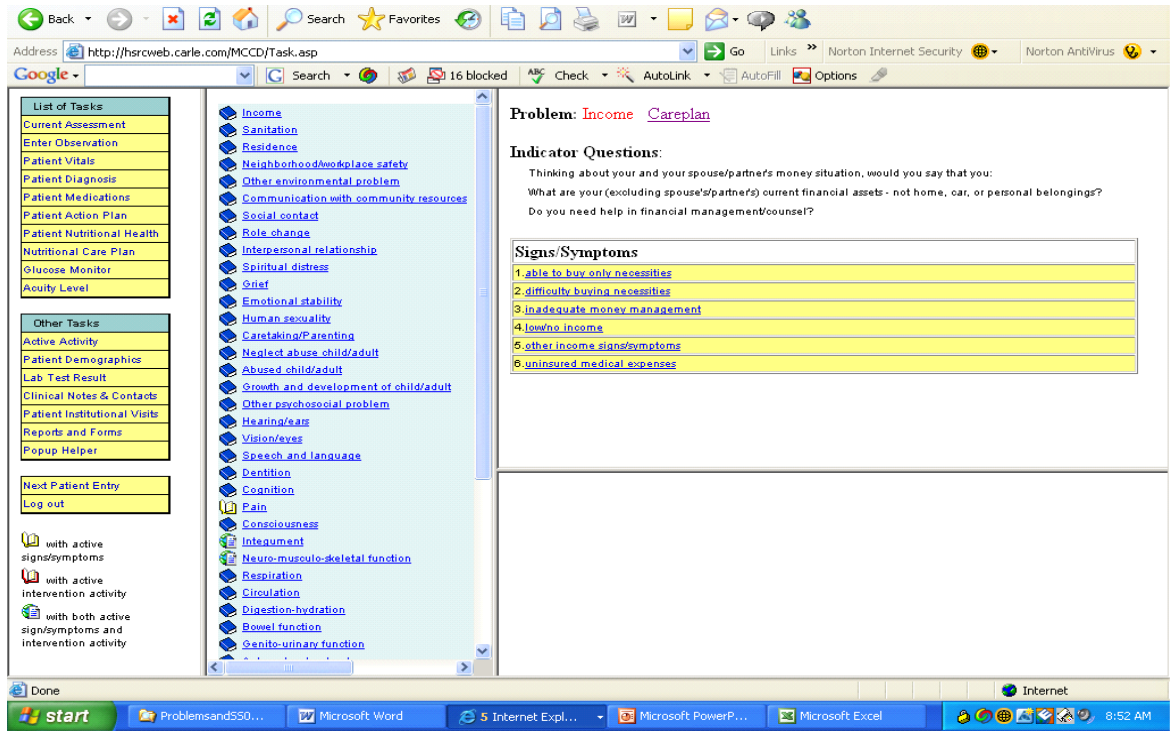 Back Search Favorites
Address http://hsrcweb.carle.com/MCCD/Task.asp Go Links » Norton Internet Security Norton AntiVirus
Google Search 16 blocked ABC Check AutoLink AutoFill Options
List of Tasks
Current Assessment
Enter Observation
Patient Vitals
Patient Diagnosis
Patient Medications
Patient Action Plan
Patient Nutritional Health
Nutritional Care Plan
Glucose Monitor
Acuity Level
Other Tasks
Active Activity
Patient Demographics
Lab Test Result
Clinical Notes & Contacts
Patient Institutional Visits
Reports and Forms
Popup Helper
Next Patient Entry
Log out
with active
signs/symptoms
with active
intervention activity
with both active
sign/symptoms and
intervention activity
Income
Sanitation
Residence
Neighborhood/workplace safety
Other environmental problem
Communication with community resources
Social contact
Role change
Interpersonal relationship
Spiritual distress
Grief
Emotional stability
Human sexuality
Caretaking/Parenting
Neglect abuse child/adult
Abused child/adult
Growth and development of child/adult
Other psychosocial problem
Hearing/ears
Vision/eyes
Speech and language
Dentition
Cognition
Pain
Consciousness
Integument
Neuro-musculo-skeletal function
Respiration
Circulation
Digestion-hydration
Bowel function
Genito-urinary function
Problem: Income Careplan
Indicator Questions:
Thinking about your and your spouse/partner's money situation, would you say that you:
What are your (excluding spouse's/partner's) current financial assets - not home, car, or personal belongings?
Do you need help in financial management/counsel?
Signs/Symptoms
1.able to buy only necessities
2.difficulty buying necessities
3.inadequate money management
4.low/no income
5.other income signs/symptoms
6.uninsured medical expenses
Done Internet
start ProblemsandSS0... Microsoft Word 5 Internet Expl... Microsoft PowerP... Microsoft Excel 8:52 AM